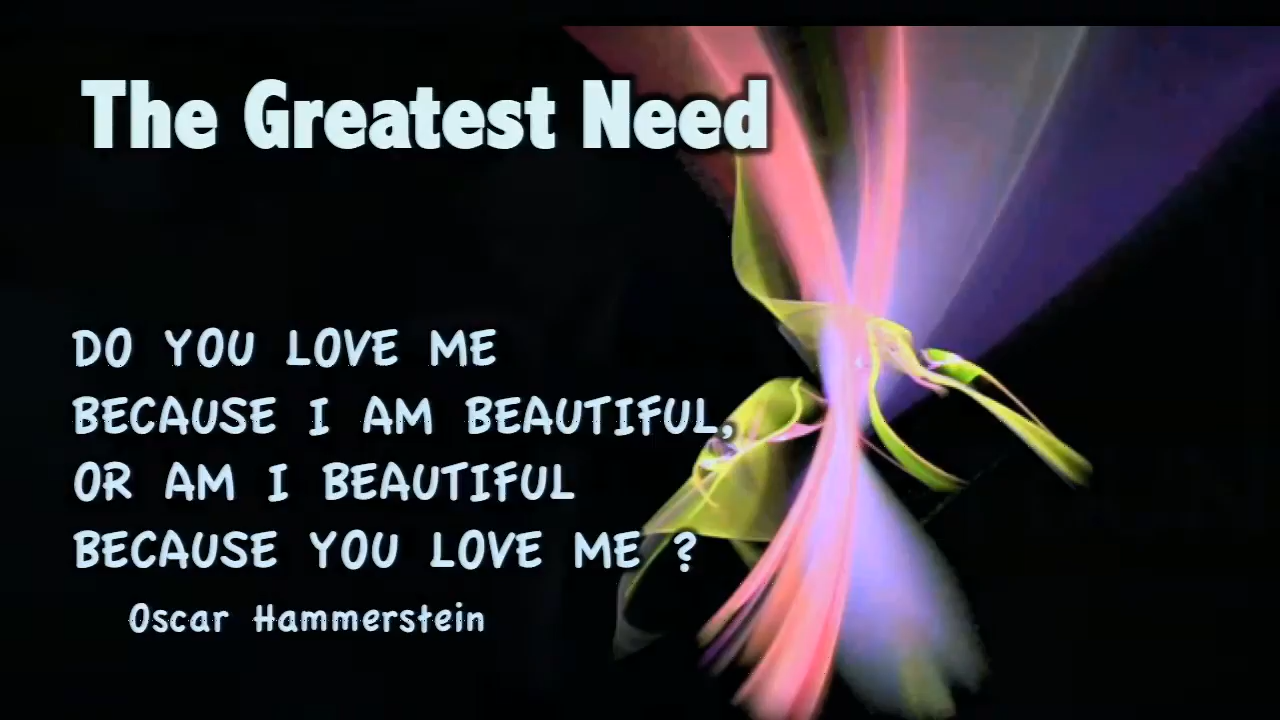 The Greatest Need
DO YOU LOVE ME
BECAUSE I AM BEAUTIFUL,
OR AM I BEAUTIFUL
BECAUSE YOU LOVE ME ?
Oscar Hammerstein